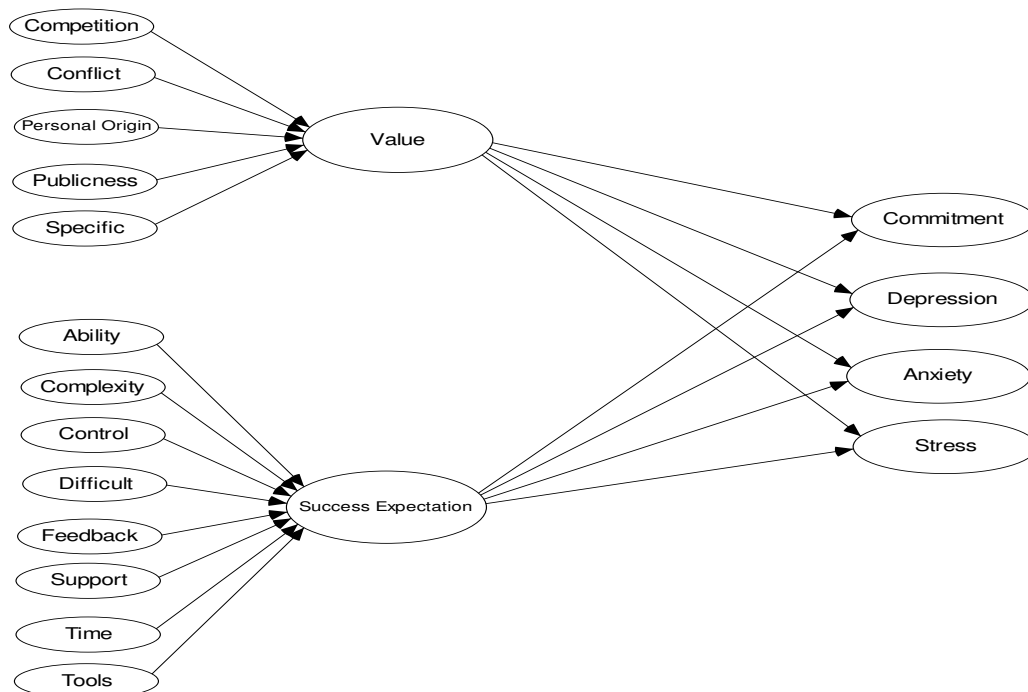 Competition
Conflict
Personal Origin
Publicness
Specific
Value
Commitment
Depression
Anxiety
Stress
Ability
Complexity
Control
Difficult
Feedback
Support
Time
Tools
Success Expectation